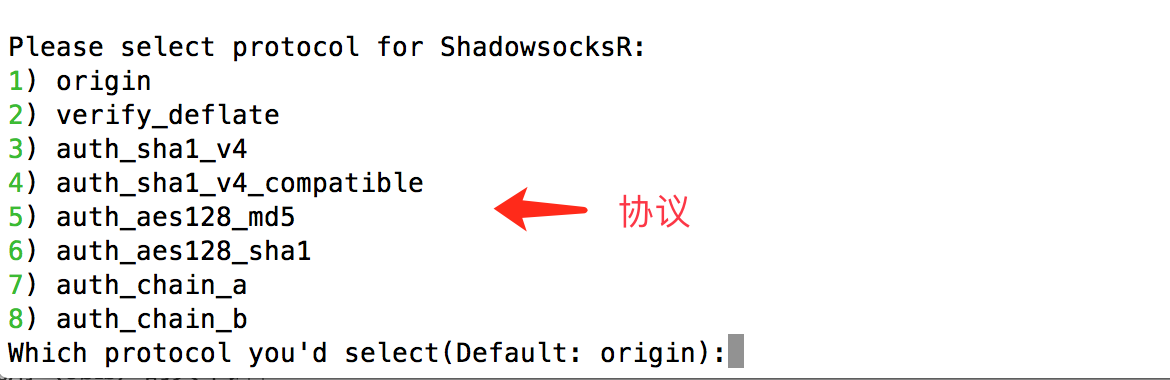 Please select protocol for ShadowsocksR:
1) origin
2) verify_deflate
3) auth_sha1_v4
4) auth_sha1_v4_compatible
5) auth_aes128_md5
协议
6) auth_aes128_sha1
7) auth_chain_a
8) auth_chain_b
Which protocol you'd select(Default: origin):